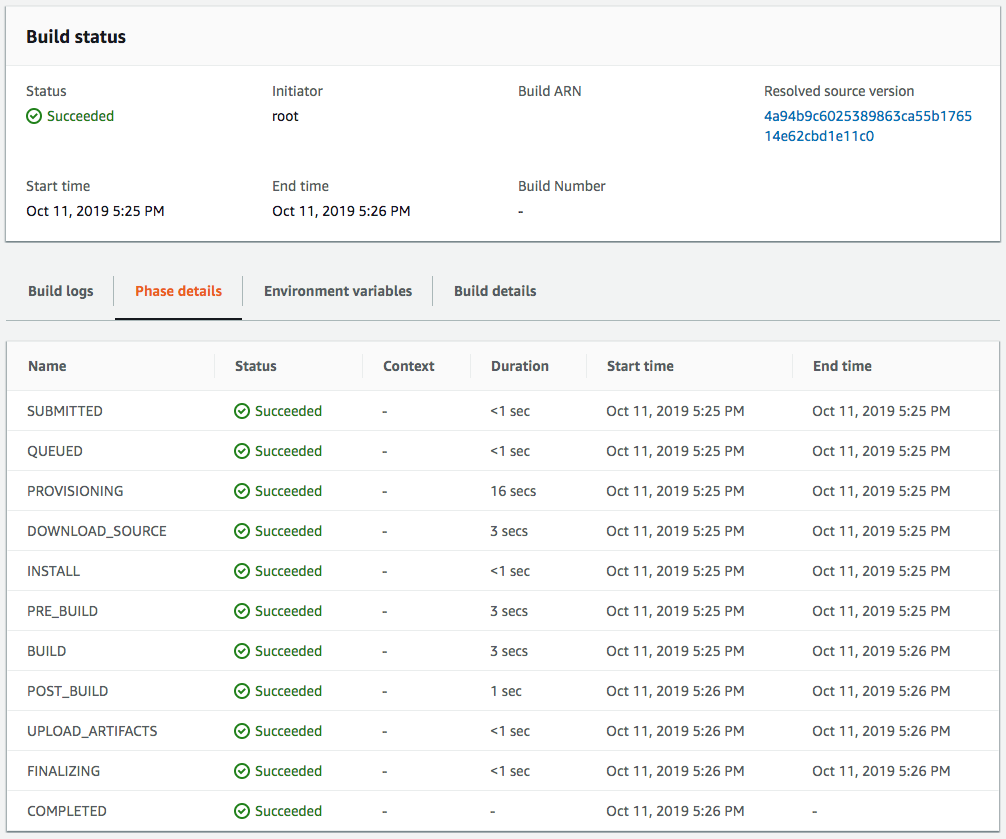 Build status
Status Initiator Build ARN Resolved source version
Succeeded root 4a94b9c6025389863ca55b1765
14e62cbd1e11c0
Start time End time Build Number
Oct 11, 2019 5:25 PM Oct 11, 2019 5:26 PM -
Build logs Phase details Environment variables Build details
Name Status Context Duration Start time End time
SUBMITTED Succeeded - <1 sec Oct 11, 2019 5:25 PM Oct 11, 2019 5:25 PM
QUEUED Succeeded - <1 sec Oct 11, 2019 5:25 PM Oct 11, 2019 5:25 PM
PROVISIONING Succeeded - 16 secs Oct 11, 2019 5:25 PM Oct 11, 2019 5:25 PM
DOWNLOAD_SOURCE Succeeded - 3 secs Oct 11, 2019 5:25 PM Oct 11, 2019 5:25 PM
INSTALL Succeeded - <1 sec Oct 11, 2019 5:25 PM Oct 11, 2019 5:25 PM
PRE_BUILD Succeeded - 3 secs Oct 11, 2019 5:25 PM Oct 11, 2019 5:25 PM
BUILD Succeeded - 3 secs Oct 11, 2019 5:25 PM Oct 11, 2019 5:26 PM
POST_BUILD Succeeded - 1 sec Oct 11, 2019 5:26 PM Oct 11, 2019 5:26 PM
UPLOAD_ARTIFACTS Succeeded - <1 sec Oct 11, 2019 5:26 PM Oct 11, 2019 5:26 PM
FINALIZING Succeeded - <1 sec Oct 11, 2019 5:26 PM Oct 11, 2019 5:26 PM
COMPLETED Succeeded - - Oct 11, 2019 5:26 PM -